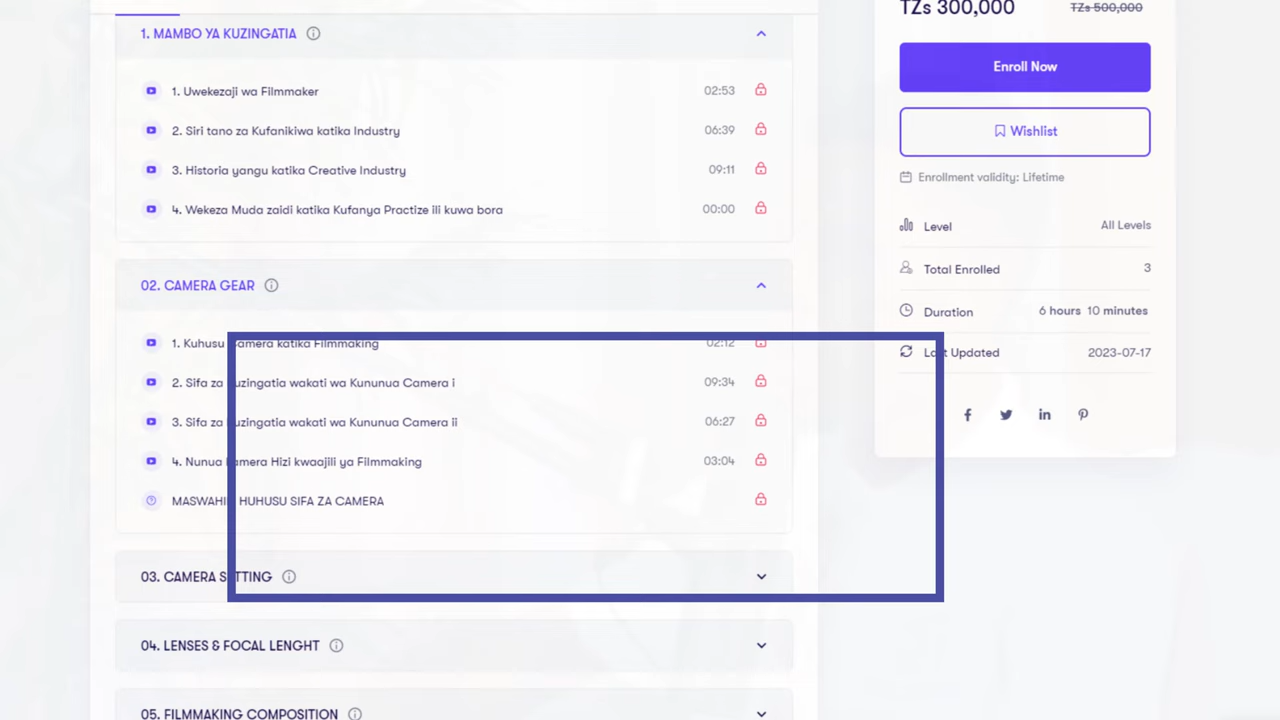 1. MAMBO YA KUZINGATIA
1. Uwekezaji wa Filmmaker 02:53
2. Siri tano za Kufanikiwa katika Industry 06:39
3. Historia yangu katika Creative Industry 09:11
4. Wekeza Muda zaidi katika Kufanya Practize ili kuwa bora 00:00
02. CAMERA GEAR
1. Kuhusu Camera katika Filmmaking 02:12
2. Sifa za Kuzingatia wakati wa Kununua Camera i 09:34
3. Sifa za Kuzingatia wakati wa Kununua Camera ii 06:27
4. Nunua Camera Hizi kwaajili ya Filmmaking 03:04
HUHUSU SIFA ZA CAMERA
03. CAMERA SETTING
04. LENSES & FOCAL LENGHT
05. FILMMAKING COMPOSITION
TZs 300,000 TZs 500,000
Enroll Now
Wishlist
Enrollment validity: Lifetime
Level All Levels
Total Enrolled 3
Duration 6 hours 10 minutes
Last Updated 2023-07-17